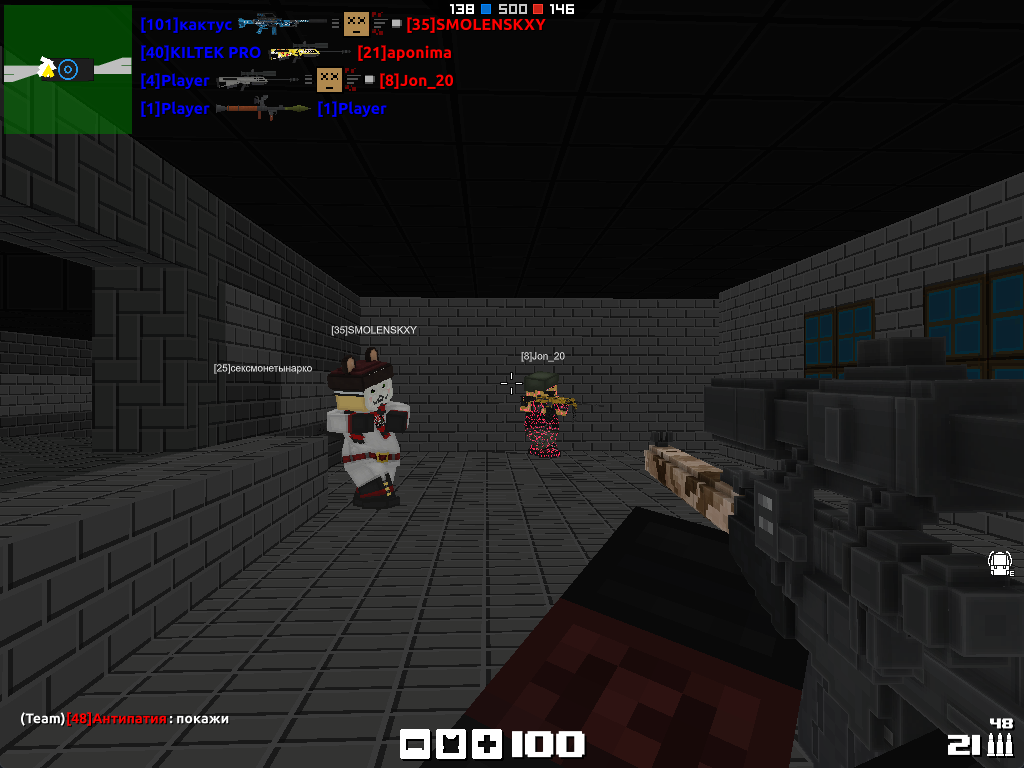 138 500 146
[101]кактус [35]SMOLENSKXY
[40]KILTEK PRO [21]aponima
[4]Player [8]Jon_20
[1]Player [1]Player
[35]SMOLENSKXY
[8]Jon_20
[25]сексмонетынарко
E
(Team)[48]Антипатия : покажи
100
48
21